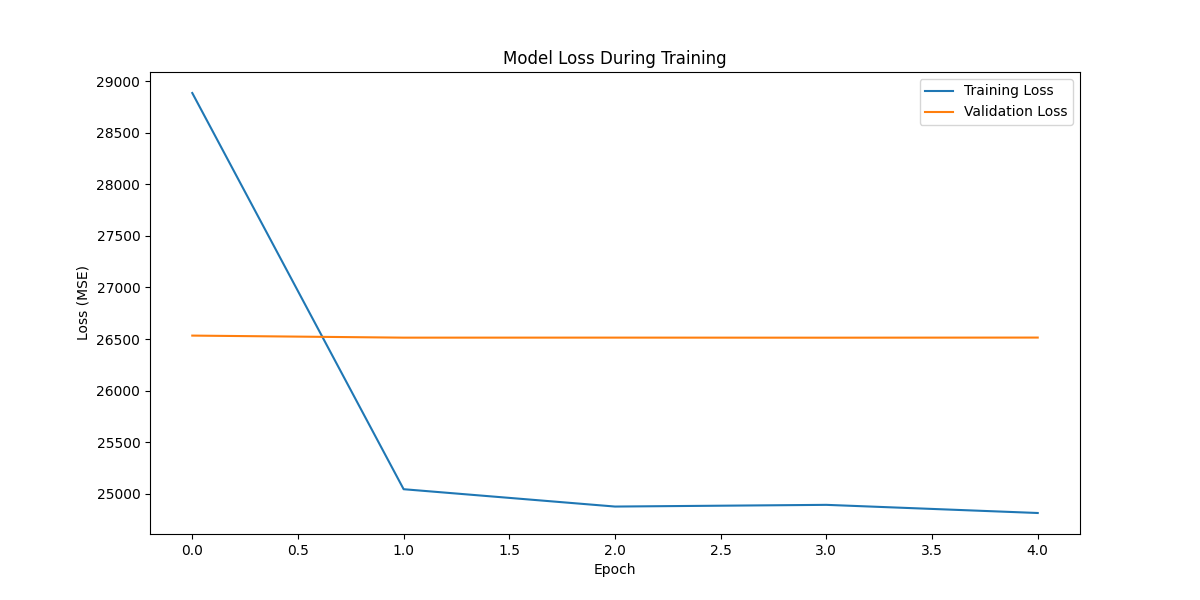 Model Loss During Training
29000
28500
28000
27500
27000
26500
26000
25500
25000
Loss (MSE)
Training Loss
Validation Loss
0.0 0.5 1.0 1.5 2.0 2.5 3.0 3.5 4.0
Epoch